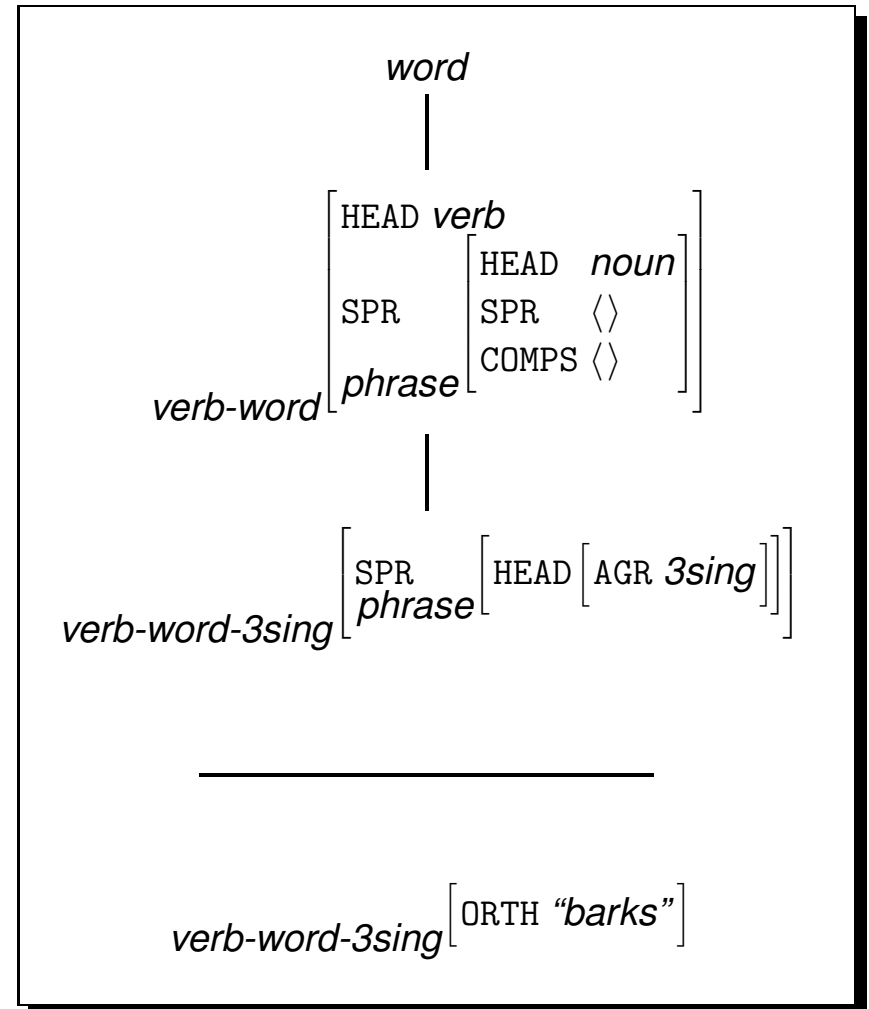 word
HEAD verb
HEAD noun
SPR SPR ⟨⟩
COMPS ⟨⟩
verb-word phrase
SPR HEAD AGR 3sing
verb-word-3sing phrase
verb-word-3sing ORTH “barks”